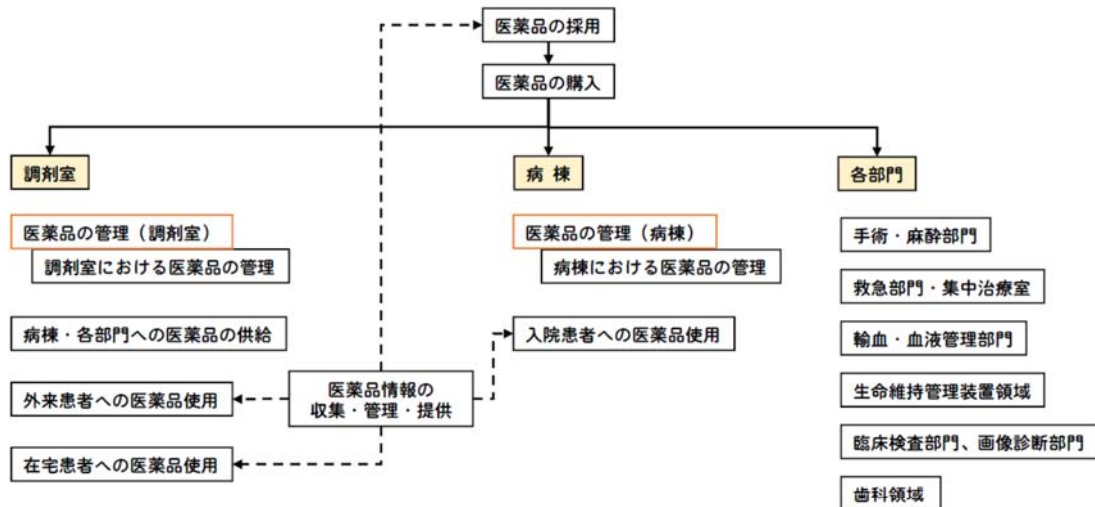 医薬品の採用
医薬品の購入
調剤室
病 棟
各部門
医薬品の管理（調剤室）
調剤室における医薬品の管理
医薬品の管理（病棟）
病棟における医薬品の管理
手術・麻酔部門
救急部門・集中治療室
病棟・各部門への医薬品の供給
入院患者への医薬品使用
輸血・血液管理部門
外来患者への医薬品使用
医薬品情報の
収集・管理・提供
生命維持管理装置領域
在宅患者への医薬品使用
臨床検査部門、画像診断部門
歯科領域